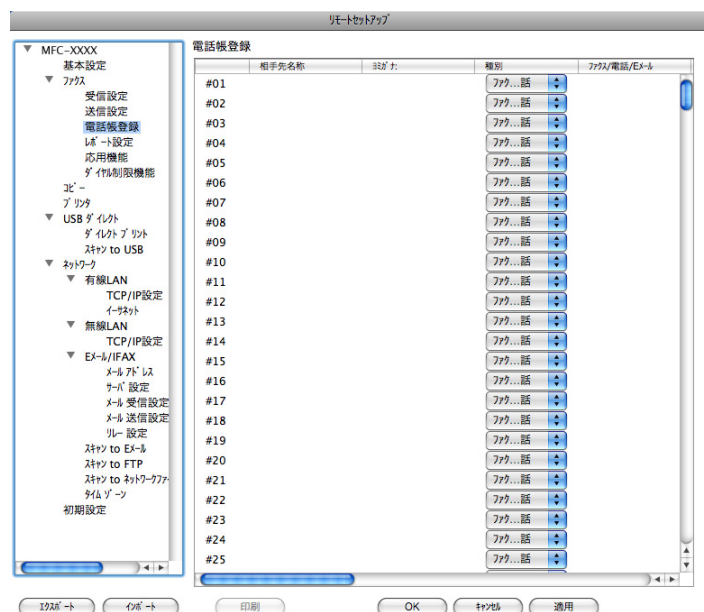 リモートセットアップ
MFC-XXXX
基本設定
ファクス
受信設定
送信設定
電話帳登録
レポート設定
応用機能
ダイヤル制限機能
コピー
プリンタ
USB ダイレクト
ダイレクト プリント
スキャン to USB
ネットワーク
有線LAN
TCP/IP設定
イーサネット
無線LAN
TCP/IP設定
Eメール/IFAX
メール アドレス
サーバ 設定
メール 受信設定
メール 送信設定
リレー 設定
スキャン to Eメール
スキャン to FTP
スキャン to ネットワークファ
タイム ゾーン
初期設定
電話帳登録
相手先名称 ヨミガナ: 種別 ファクス/電話/Eメール
#01 ファク...話
#02 ファク...話
#03 ファク...話
#04 ファク...話
#05 ファク...話
#06 ファク...話
#07 ファク...話
#08 ファク...話
#09 ファク...話
#10 ファク...話
#11 ファク...話
#12 ファク...話
#13 ファク...話
#14 ファク...話
#15 ファク...話
#16 ファク...話
#17 ファク...話
#18 ファク...話
#19 ファク...話
#20 ファク...話
#21 ファク...話
#22 ファク...話
#23 ファク...話
#24 ファク...話
#25 ファク...話
エクスポート インポート 印刷 OK キャンセル 適用